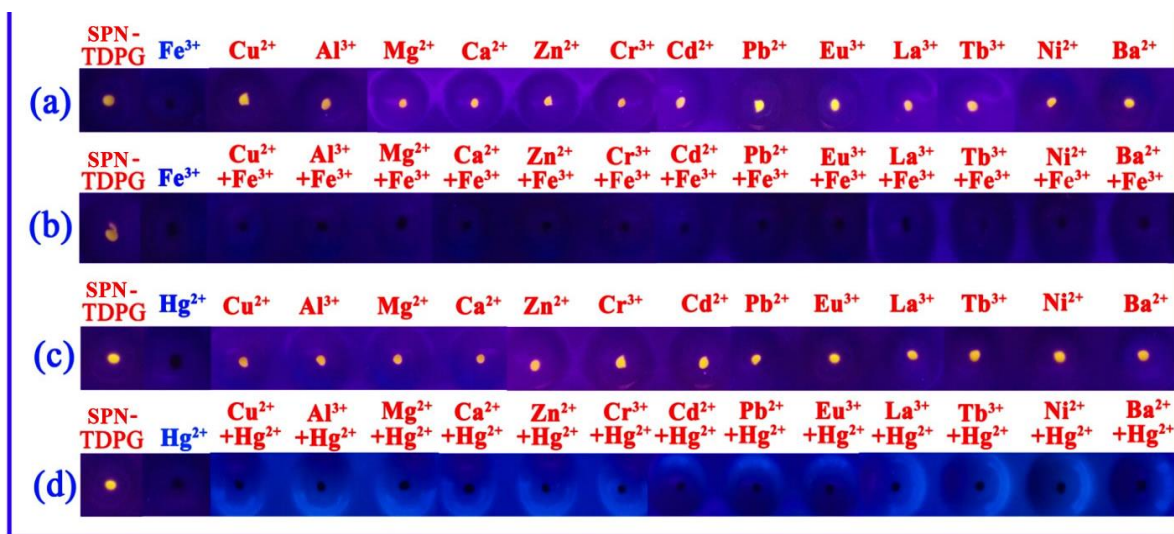 SPN-TDPG Fe³⁺ Cu²⁺ Al³⁺ Mg²⁺ Ca²⁺ Zn²⁺ Cr³⁺ Cd²⁺ Pb²⁺ Eu³⁺ La³⁺ Tb³⁺ Ni²⁺ Ba²⁺
(a)
SPN-TDPG Fe³⁺ Cu²⁺+Fe³⁺ Al³⁺+Fe³⁺ Mg²⁺+Fe³⁺ Ca²⁺+Fe³⁺ Zn²⁺+Fe³⁺ Cr³⁺+Fe³⁺ Cd²⁺+Fe³⁺ Pb²⁺+Fe³⁺ Eu³⁺+Fe³⁺ La³⁺+Fe³⁺ Tb³⁺+Fe³⁺ Ni²⁺+Fe³⁺ Ba²⁺+Fe³⁺
(b)
SPN-TDPG Hg²⁺ Cu²⁺ Al³⁺ Mg²⁺ Ca²⁺ Zn²⁺ Cr³⁺ Cd²⁺ Pb²⁺ Eu³⁺ La³⁺ Tb³⁺ Ni²⁺ Ba²⁺
(c)
SPN-TDPG Hg²⁺ Cu²⁺+Hg²⁺ Al³⁺+Hg²⁺ Mg²⁺+Hg²⁺ Ca²⁺+Hg²⁺ Zn²⁺+Hg²⁺ Cr³⁺+Hg²⁺ Cd²⁺+Hg²⁺ Pb²⁺+Hg²⁺ Eu³⁺+Hg²⁺ La³⁺+Hg²⁺ Tb³⁺+Hg²⁺ Ni²⁺+Hg²⁺ Ba²⁺+Hg²⁺
(d)